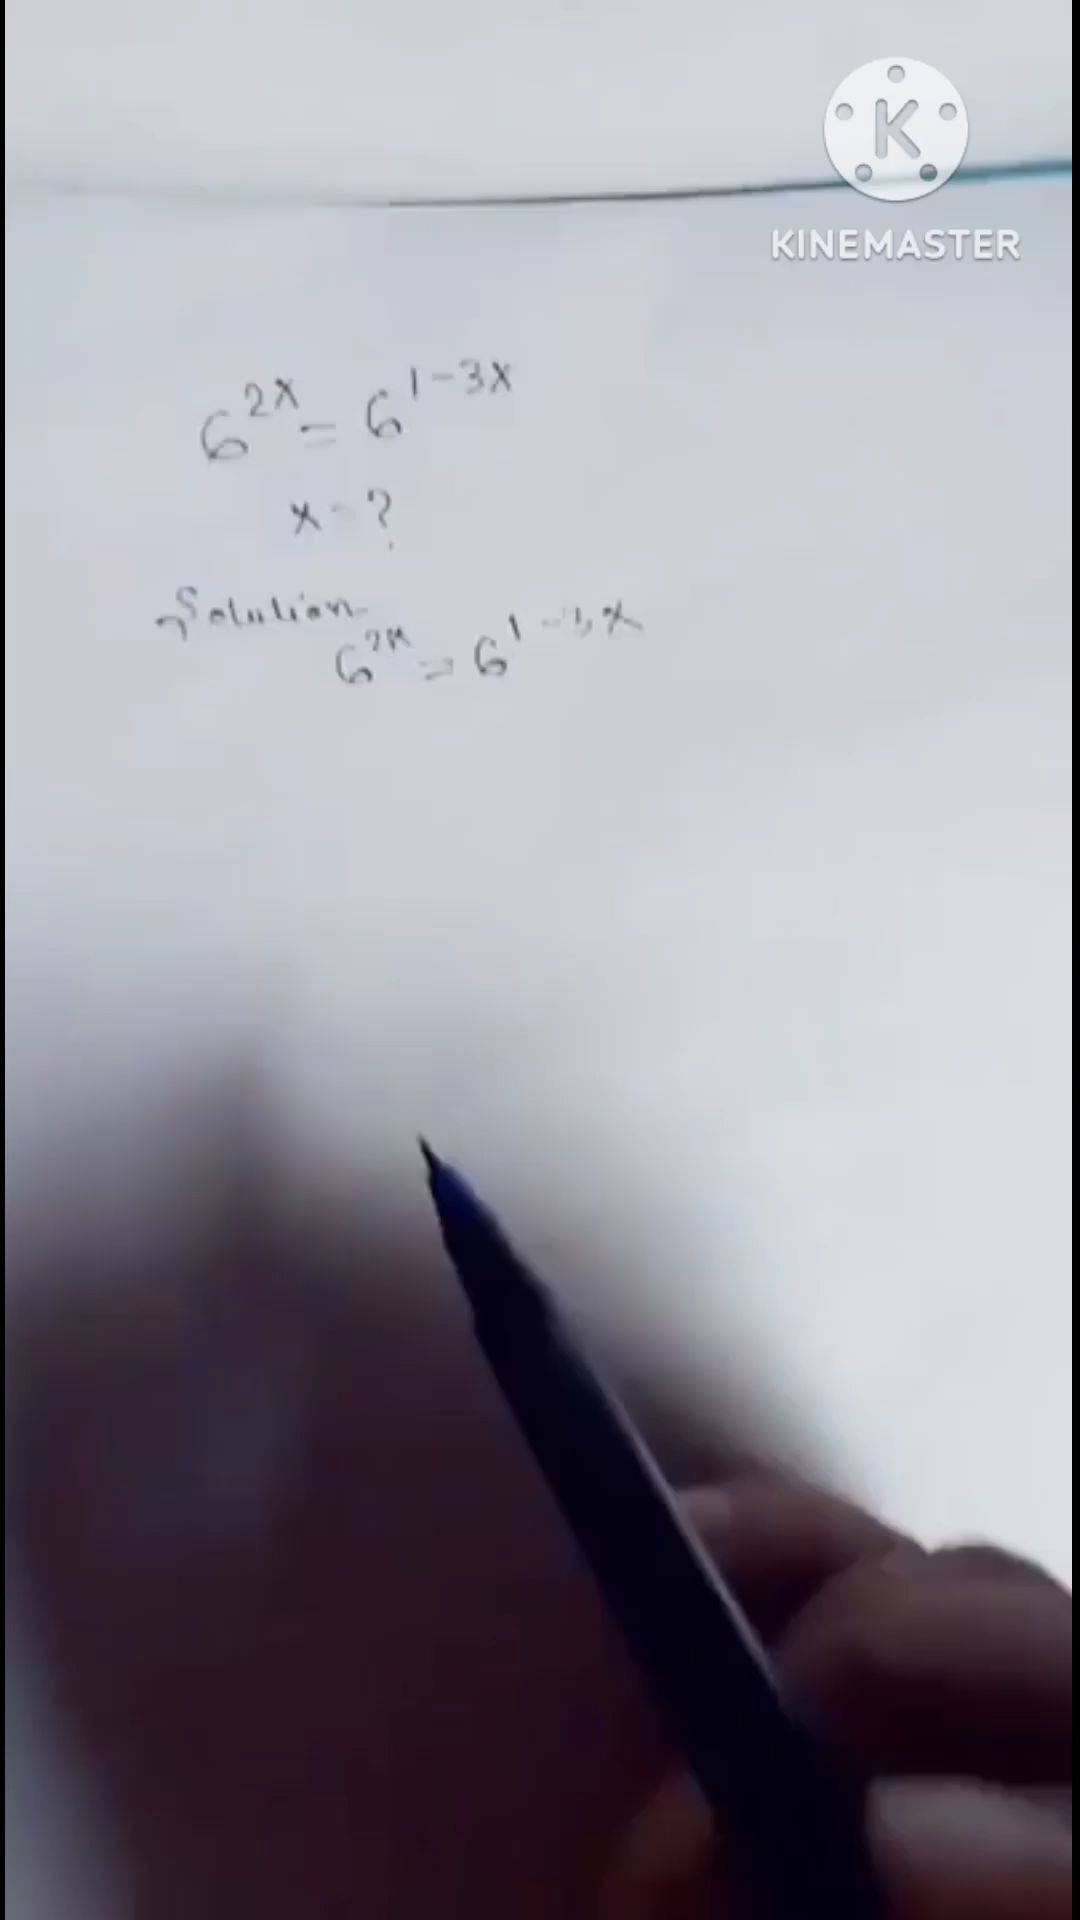 K
KINEMASTER
6^{2x} = 6^{1-3x}
x = ?
Solution
6^{2x} = 6^{1-3x}